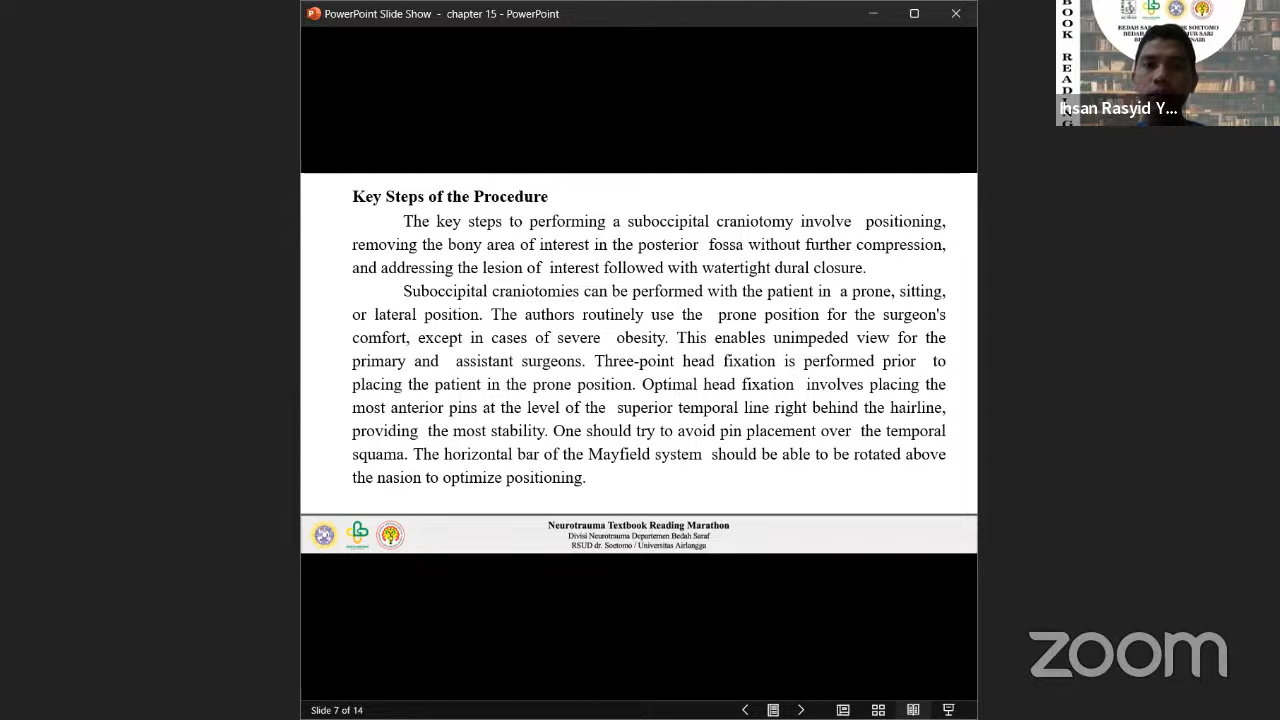 PowerPoint Slide Show - chapter 15 - PowerPoint
BOOK READING
BEDAH SA
OETOMO
BEDAH
UR SARI
Ihsan Rasyid Y...
Key Steps of the Procedure
The key steps to performing a suboccipital craniotomy involve positioning,
removing the bony area of interest in the posterior fossa without further compression,
and addressing the lesion of interest followed with watertight dural closure.
Suboccipital craniotomies can be performed with the patient in a prone, sitting,
or lateral position. The authors routinely use the prone position for the surgeon's
comfort, except in cases of severe obesity. This enables unimpeded view for the
primary and assistant surgeons. Three-point head fixation is performed prior to
placing the patient in the prone position. Optimal head fixation involves placing the
most anterior pins at the level of the superior temporal line right behind the hairline,
providing the most stability. One should try to avoid pin placement over the temporal
squama. The horizontal bar of the Mayfield system should be able to be rotated above
the nasion to optimize positioning.
Neurotrauma Textbook Reading Marathon
Divisi Neurotrauma Departemen Bedah Saraf
RSUD dr. Soetomo / Universitas Airlangga
zoom
Slide 7 of 14